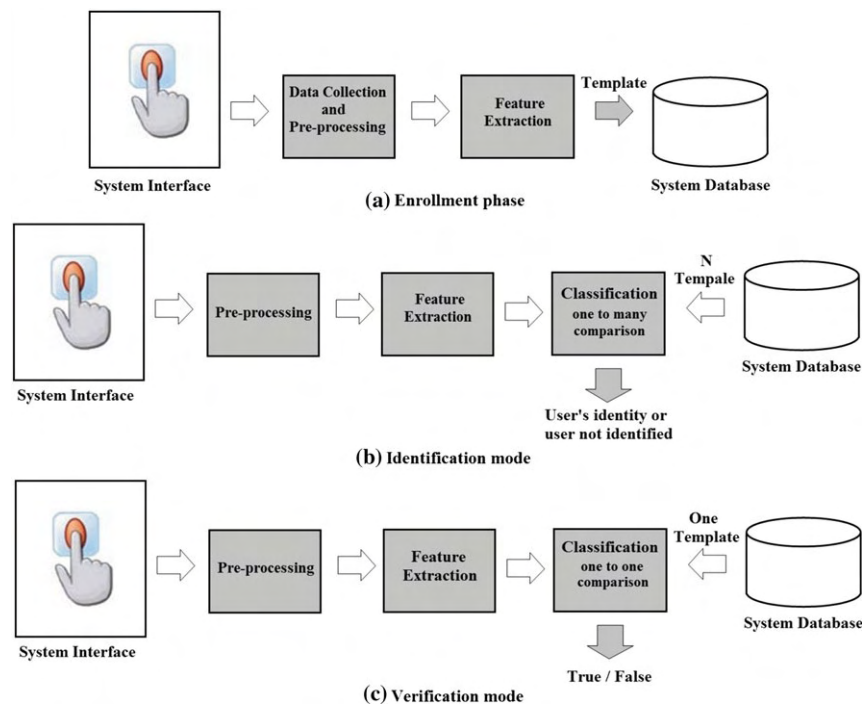 Data Collection
and
Pre-processing
Feature
Extraction
Template
System Interface
System Database
(a) Enrollment phase
Pre-processing
Feature
Extraction
Classification
one to many
comparison
N
Tempale
System Interface
System Database
User's identity or
user not identified
(b) Identification mode
Pre-processing
Feature
Extraction
Classification
one to one
comparison
One
Template
System Interface
System Database
True / False
(c) Verification mode